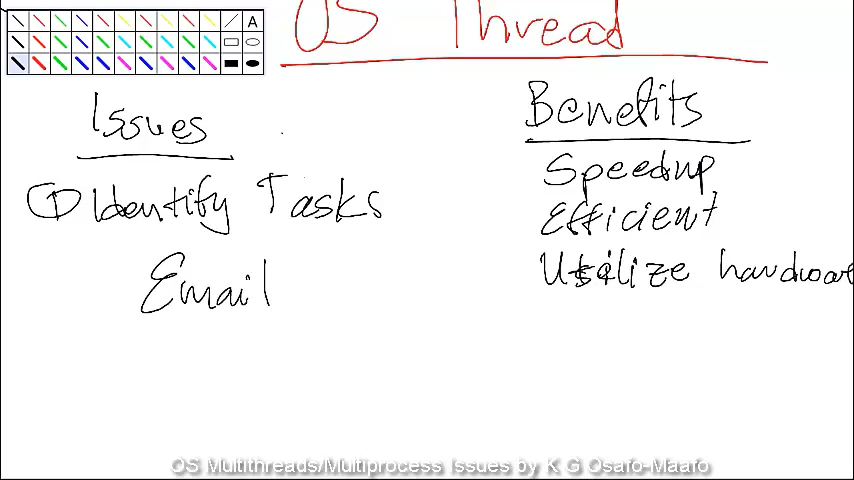 A
OS Thread
Issues
① Identify Tasks
Email
Benefits
Speedup
Efficient
Utilize hardware
OS Multithreads/Multiprocess Issues by K G Osafo-Maafo